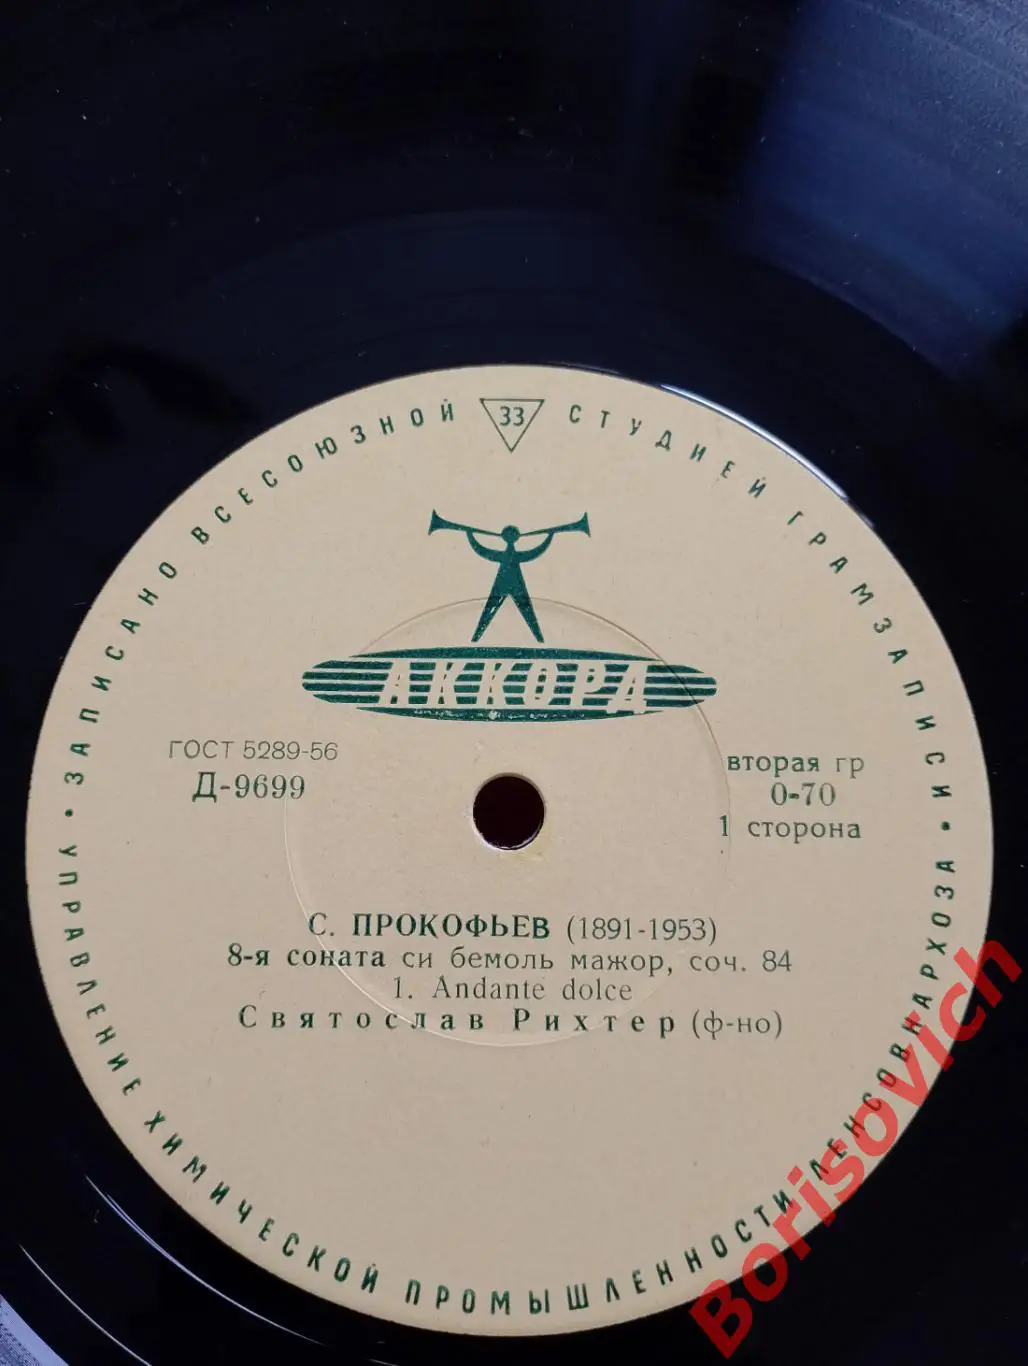 ЗАПИСАНО ВСЕСОЮЗНОЙ 33 СТУДИЕЙ ГРАМЗАПИСИ
АККОРД
ГОСТ 5289-56
Д-9699
вторая гр
0-70
1 сторона
С. ПРОКОФЬЕВ (1891-1953)
8-я соната си бемоль мажор, соч. 84
1. Andante dolce
Святослав Рихтер (ф-но)
• УПРАВЛЕНИЕ ХИМИЧЕСКОЙ ПРОМЫШЛЕННОСТИ ЛЕНСОВНАРХОЗА •
Borisovich